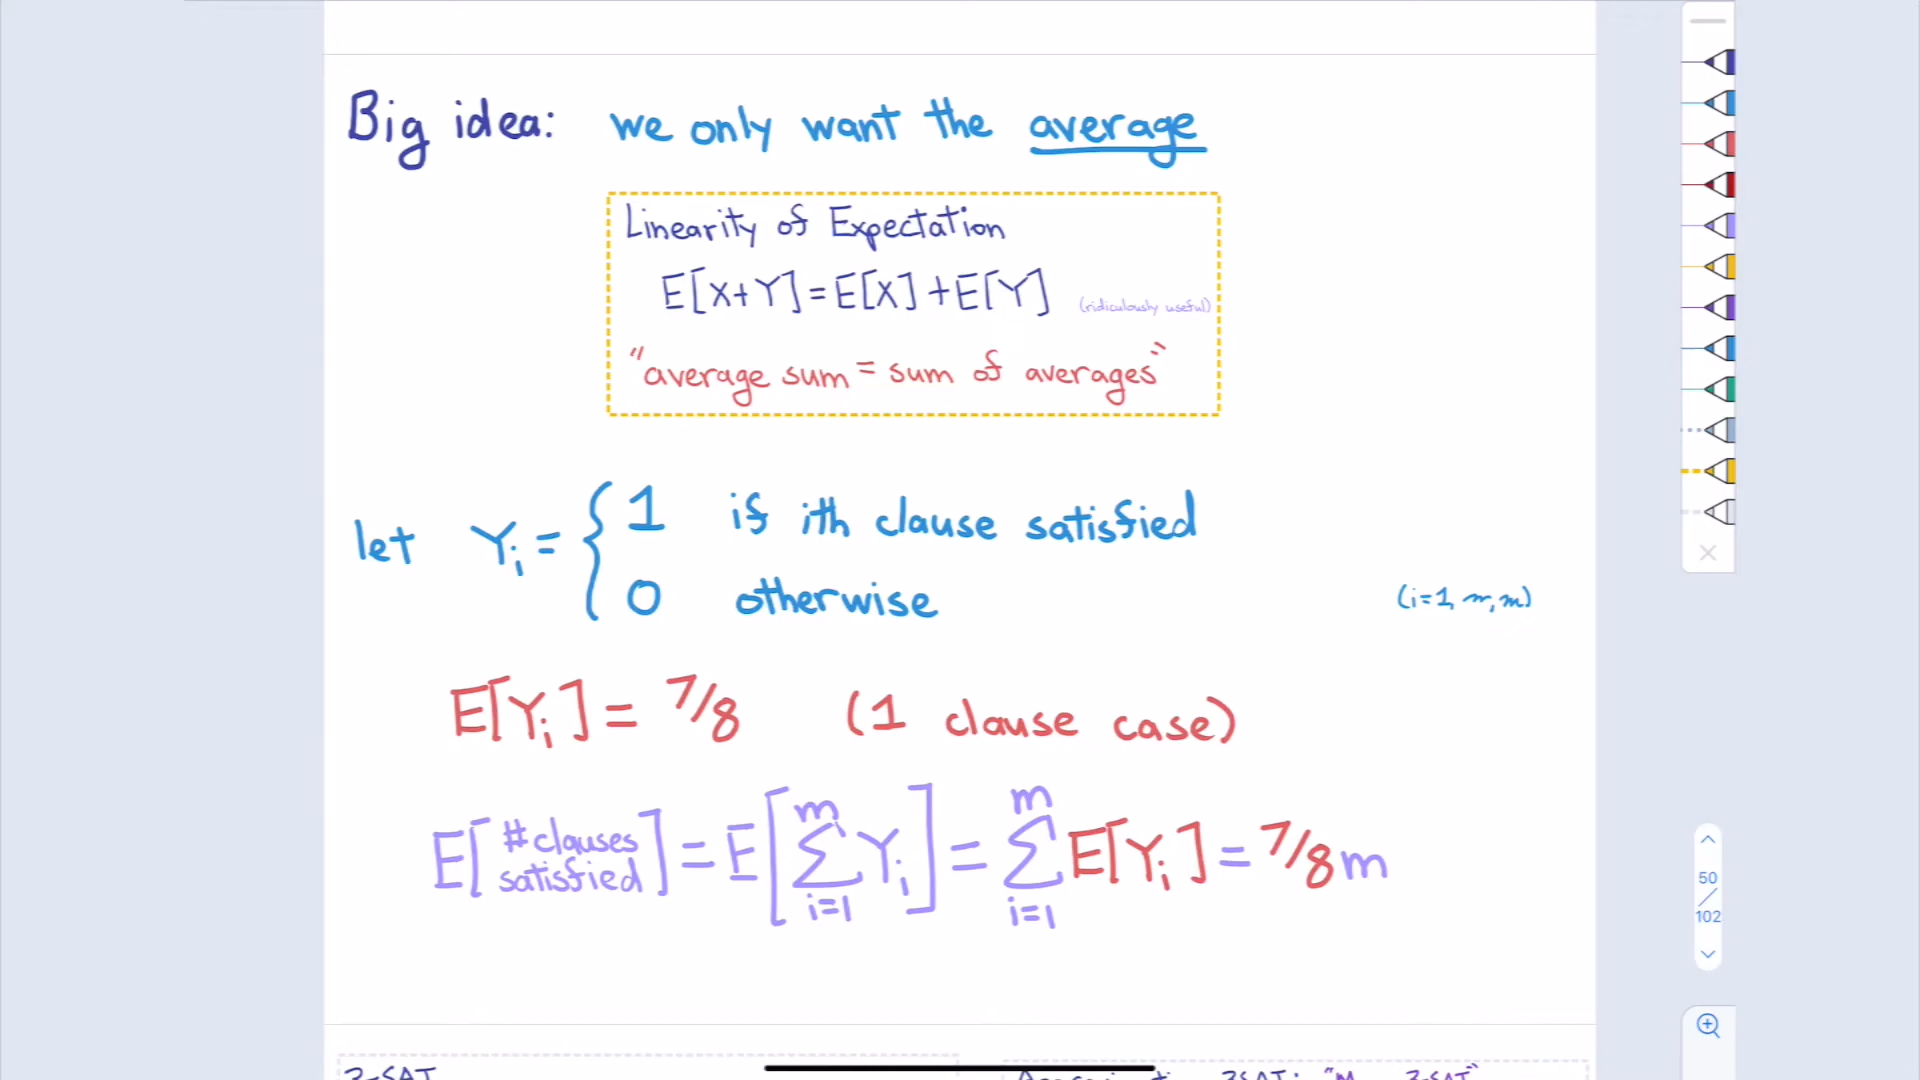 Big idea: we only want the average
Linearity of Expectation
E[X+Y]=E[X]+E[Y] (ridiculously useful)
"average sum = sum of averages"
let Yᵢ = { 1 if ith clause satisfied
0 otherwise (i=1, ..., m)
E[Yᵢ] = 7/8 (1 clause case)
E[# clauses satisfied] = E[∑ᵢ₌₁ᵐ Yᵢ] = ∑ᵢ₌₁ᵐ E[Yᵢ] = 7/8 m
50
/
102